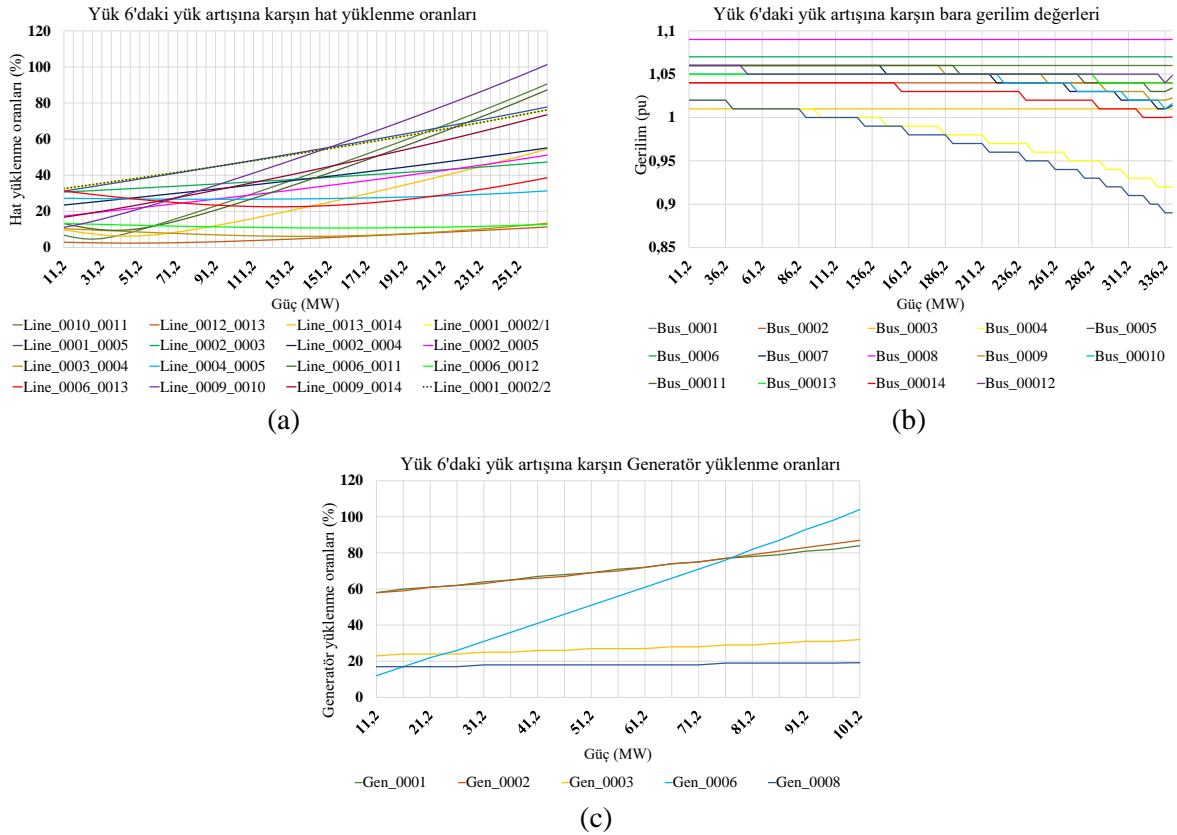 Yük 6'daki yük artışına karşın hat yüklenme oranları
Hat yüklenme oranları (%)
120
100
80
60
40
20
0
11,2 31,2 51,2 71,2 91,2 111,2 131,2 151,2 171,2 191,2 211,2 231,2 251,2
Güç (MW)
Line_0010_0011 Line_0012_0013 Line_0013_0014 Line_0001_0002/1
Line_0001_0005 Line_0002_0003 Line_0002_0004 Line_0002_0005
Line_0003_0004 Line_0004_0005 Line_0006_0011 Line_0006_0012
Line_0006_0013 Line_0009_0010 Line_0009_0014 Line_0001_0002/2
(a)
Yük 6'daki yük artışına karşın bara gerilim değerleri
Gerilim (pu)
1,1
1,05
1
0,95
0,9
0,85
11,2 36,2 61,2 86,2 111,2 136,2 161,2 186,2 211,2 236,2 261,2 286,2 311,2 336,2
Güç (MW)
Bus_0001 Bus_0002 Bus_0003 Bus_0004 Bus_0005
Bus_0006 Bus_0007 Bus_0008 Bus_0009 Bus_00010
Bus_00011 Bus_00013 Bus_00014 Bus_00012
(b)
Yük 6'daki yük artışına karşın Generatör yüklenme oranları
Generatör yüklenme oranları (%)
120
100
80
60
40
20
0
11,2 21,2 31,2 41,2 51,2 61,2 71,2 81,2 91,2 101,2
Güç (MW)
Gen_0001 Gen_0002 Gen_0003 Gen_0006 Gen_0008
(c)